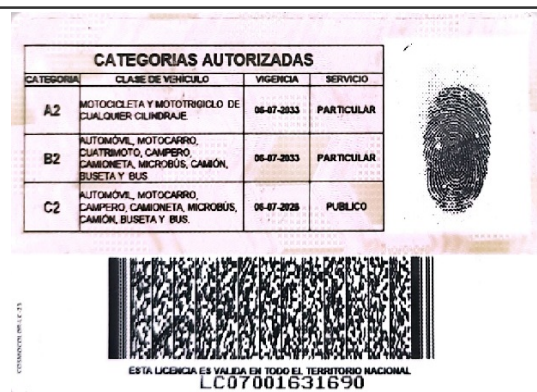 CATEGORIAS AUTORIZADAS
CATEGORIA CLASE DE VEHICULO VIGENCIA SERVICIO
A2 MOTOCICLETA Y MOTOTRICICLO DE CUALQUIER CILINDRAJE 06-07-2033 PARTICULAR
B2 AUTOMÓVIL, MOTOCARRO, CUATRIMOTO, CAMPERO, CAMIONETA, MICROBÚS, CAMIÓN, BUSETA Y BUS 06-07-2033 PARTICULAR
C2 AUTOMÓVIL, MOTOCARRO, CAMPERO, CAMIONETA, MICROBÚS, CAMIÓN, BUSETA Y BUS. 06-07-2026 PUBLICO
ESTA LICENCIA ES VALIDA EN TODO EL TERRITORIO NACIONAL
LC07001631690